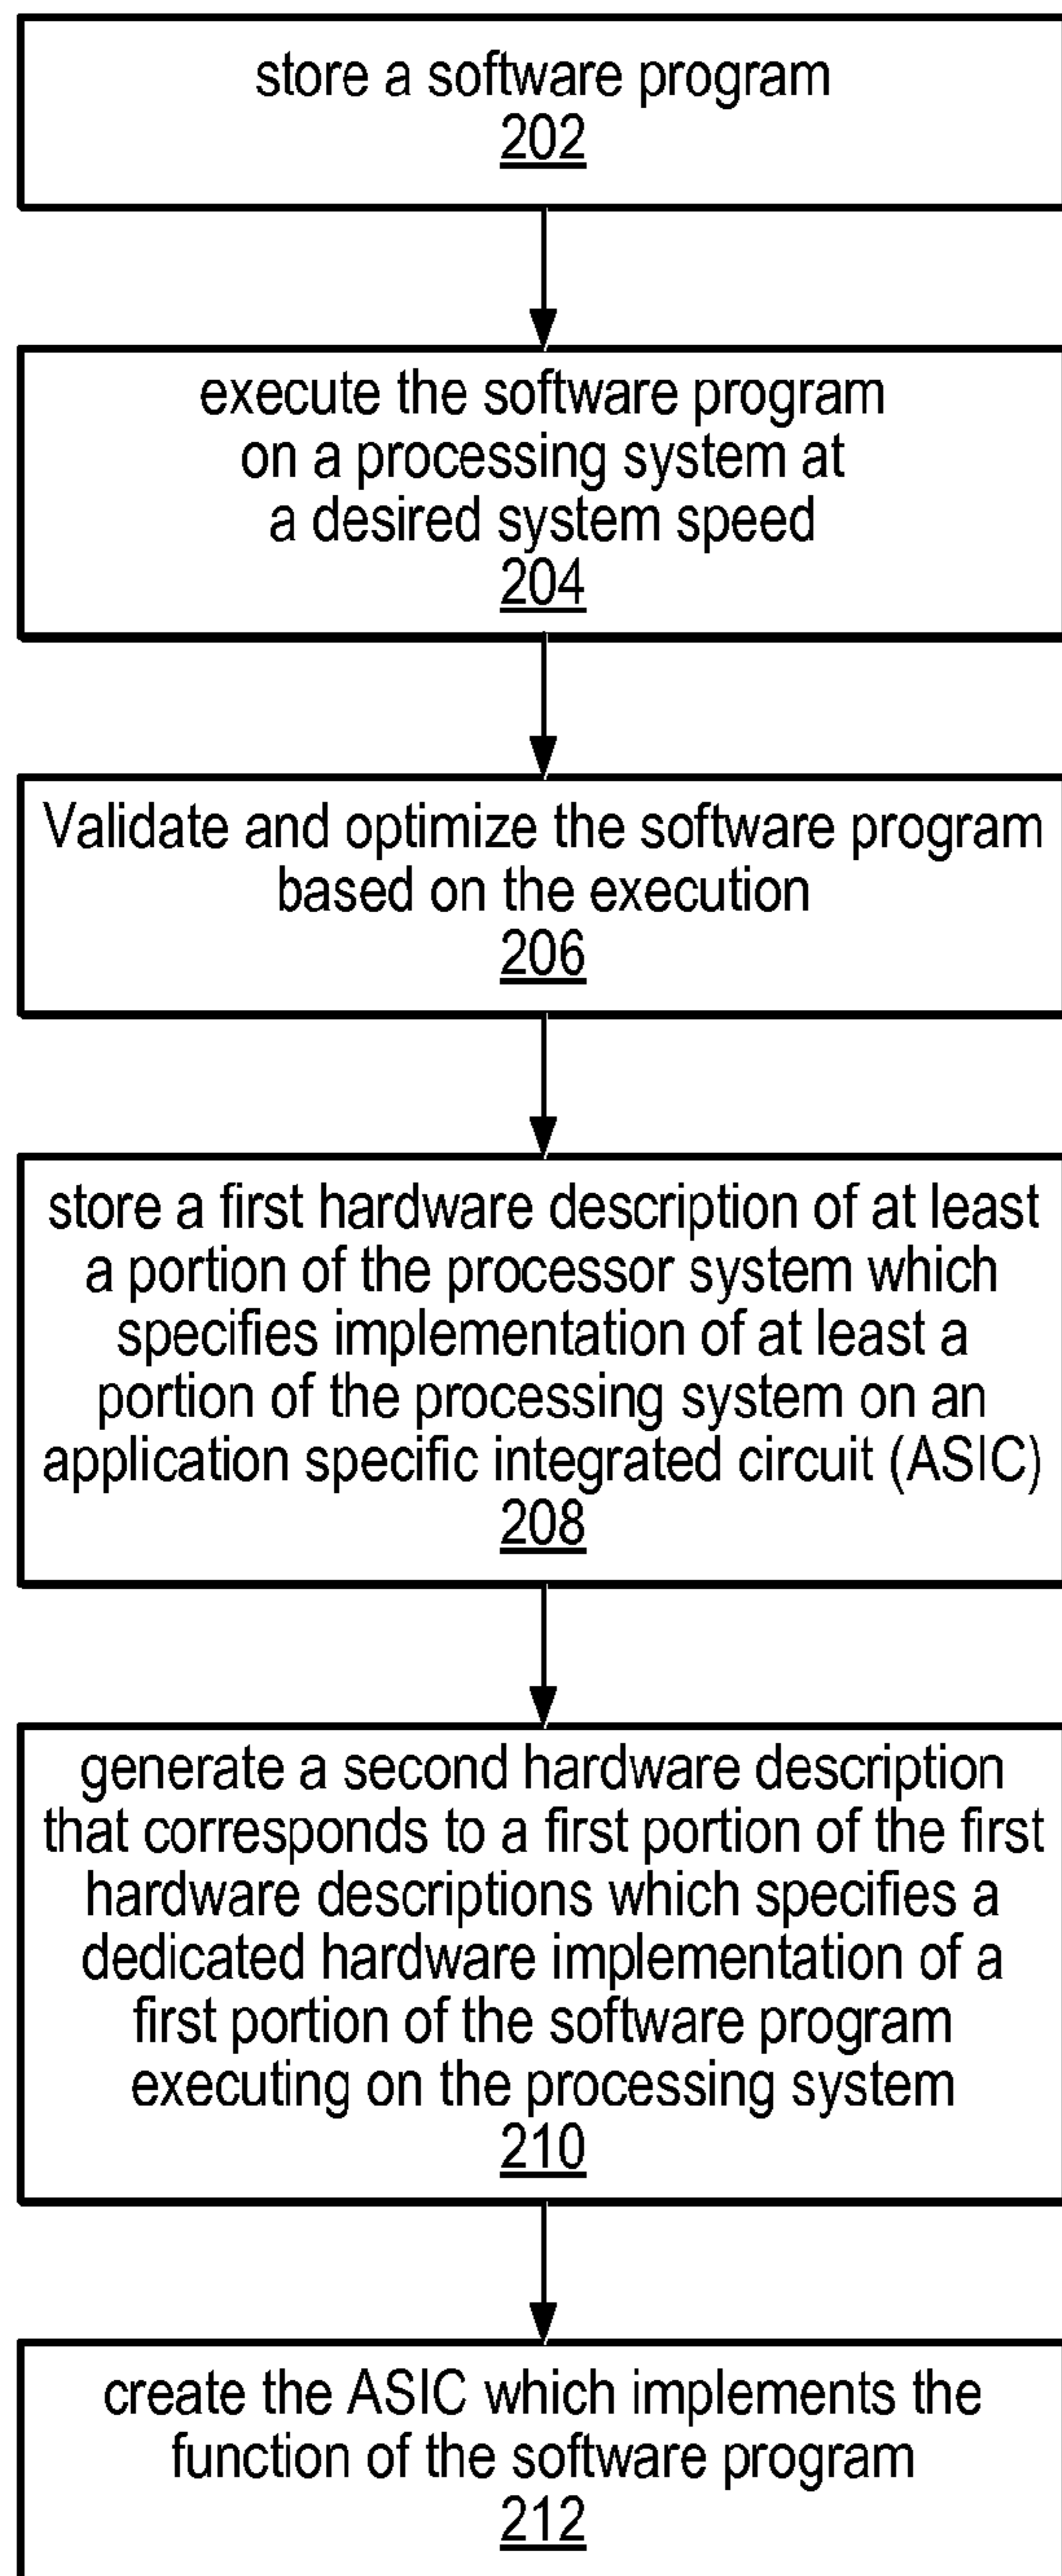 store a software program
202
execute the software program
on a processing system at
a desired system speed
204
Validate and optimize the software program
based on the execution
206
store a first hardware description of at least
a portion of the processor system which
specifies implementation of at least a
portion of the processing system on an
application specific integrated circuit (ASIC)
208
generate a second hardware description
that corresponds to a first portion of the first
hardware descriptions which specifies a
dedicated hardware implementation of a
first portion of the software program
executing on the processing system
210
create the ASIC which implements the
function of the software program
212